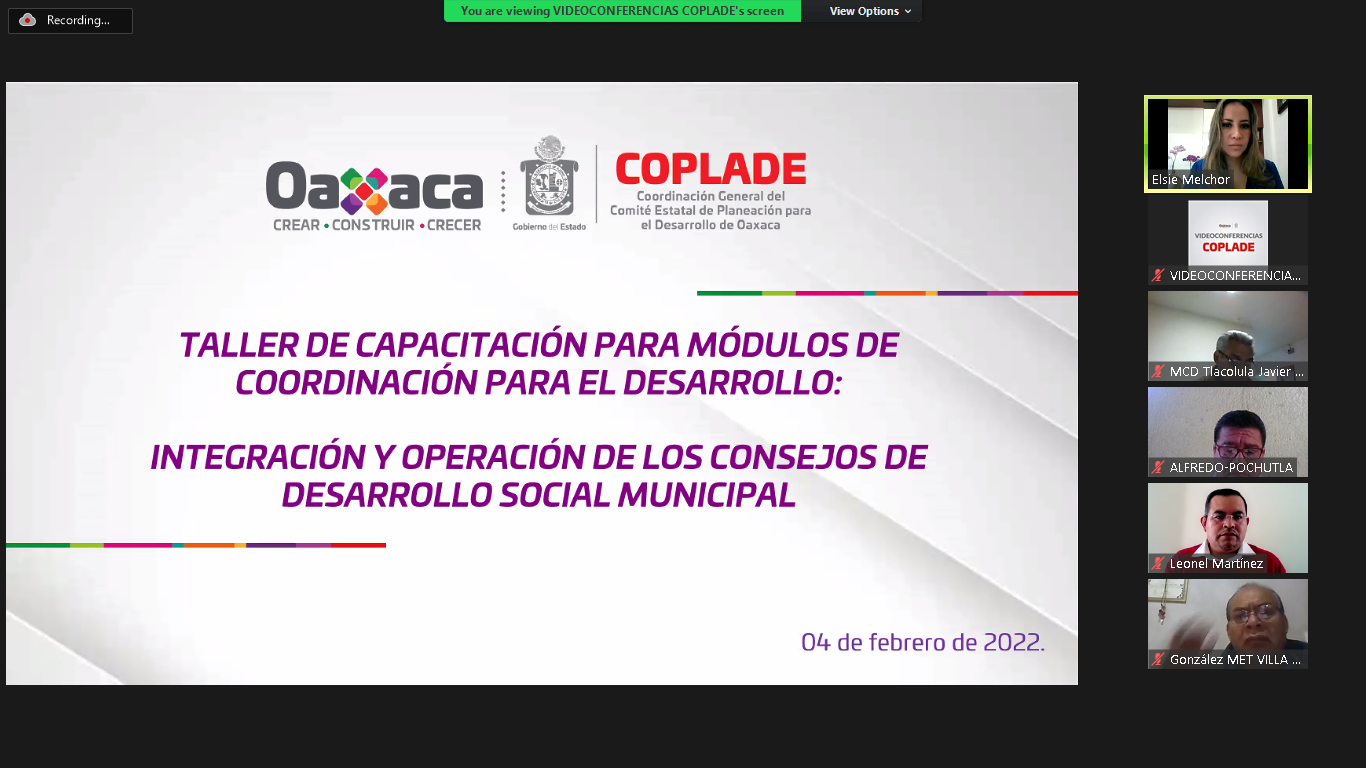 Recording...
You are viewing VIDEOCONFERENCIAS COPLADE's screen
View Options
Oaxaca
CREAR • CONSTRUIR • CRECER
Gobierno del Estado
COPLADE
Coordinación General del
Comité Estatal de Planeación para
el Desarrollo de Oaxaca
TALLER DE CAPACITACIÓN PARA MÓDULOS DE
COORDINACIÓN PARA EL DESARROLLO:
INTEGRACIÓN Y OPERACIÓN DE LOS CONSEJOS DE
DESARROLLO SOCIAL MUNICIPAL
04 de febrero de 2022.
Elsie Melchor
VIDEOCONFERENCIAS
COPLADE
VIDEOCONFERENCIA...
MCD Tlacolula Javier ...
ALFREDO-POCHUTLA
Leonel Martínez
González MET VILLA ...